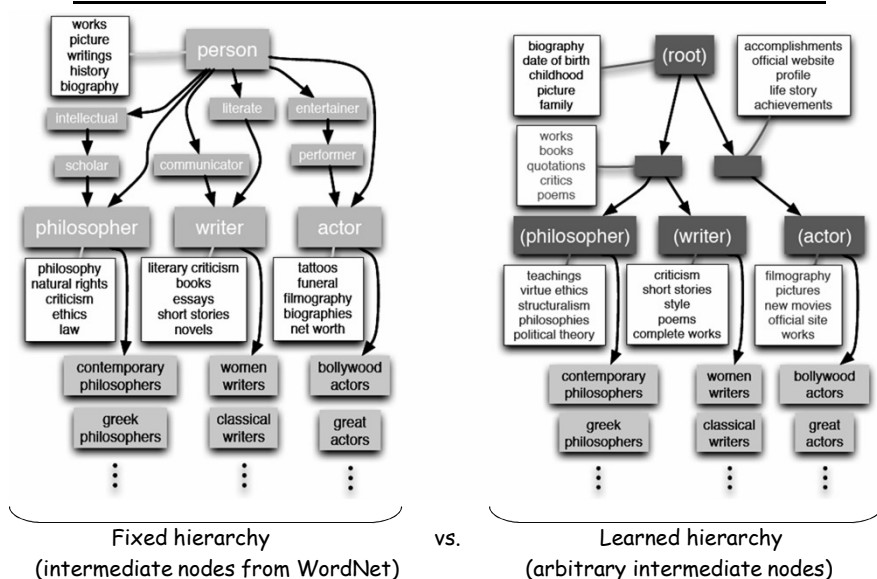 works
picture
writings
history
biography
person
intellectual
literate
entertainer
scholar
communicator
performer
philosopher
writer
actor
philosophy
natural rights
criticism
ethics
law
literary criticism
books
essays
short stories
novels
tattoos
funeral
filmography
biographies
net worth
contemporary
philosophers
women
writers
bollywood
actors
greek
philosophers
classical
writers
great
actors
Fixed hierarchy
(intermediate nodes from WordNet)
vs.
biography
date of birth
childhood
picture
family
(root)
accomplishments
official website
profile
life story
achievements
works
books
quotations
critics
poems
(philosopher)
(writer)
(actor)
teachings
virtue ethics
structuralism
philosophies
political theory
criticism
short stories
style
poems
complete works
filmography
pictures
new movies
official site
works
contemporary
philosophers
women
writers
bollywood
actors
greek
philosophers
classical
writers
great
actors
Learned hierarchy
(arbitrary intermediate nodes)